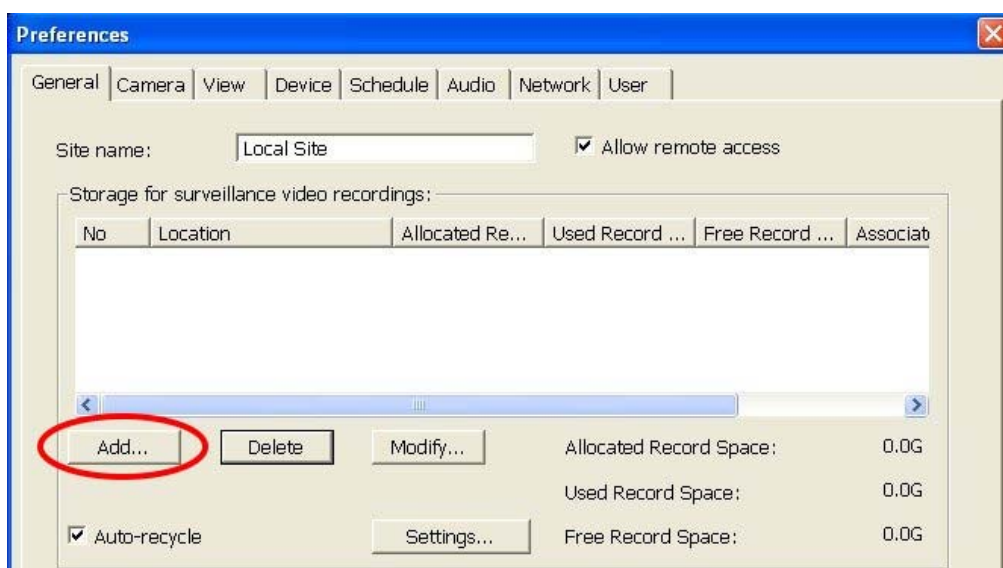 Preferences
General Camera View Device Schedule Audio Network User
Site name: Local Site Allow remote access
Storage for surveillance video recordings:
No Location Allocated Re... Used Record ... Free Record ... Associat
Add... Delete Modify... Allocated Record Space: 0.0G
Used Record Space: 0.0G
Auto-recycle Settings... Free Record Space: 0.0G